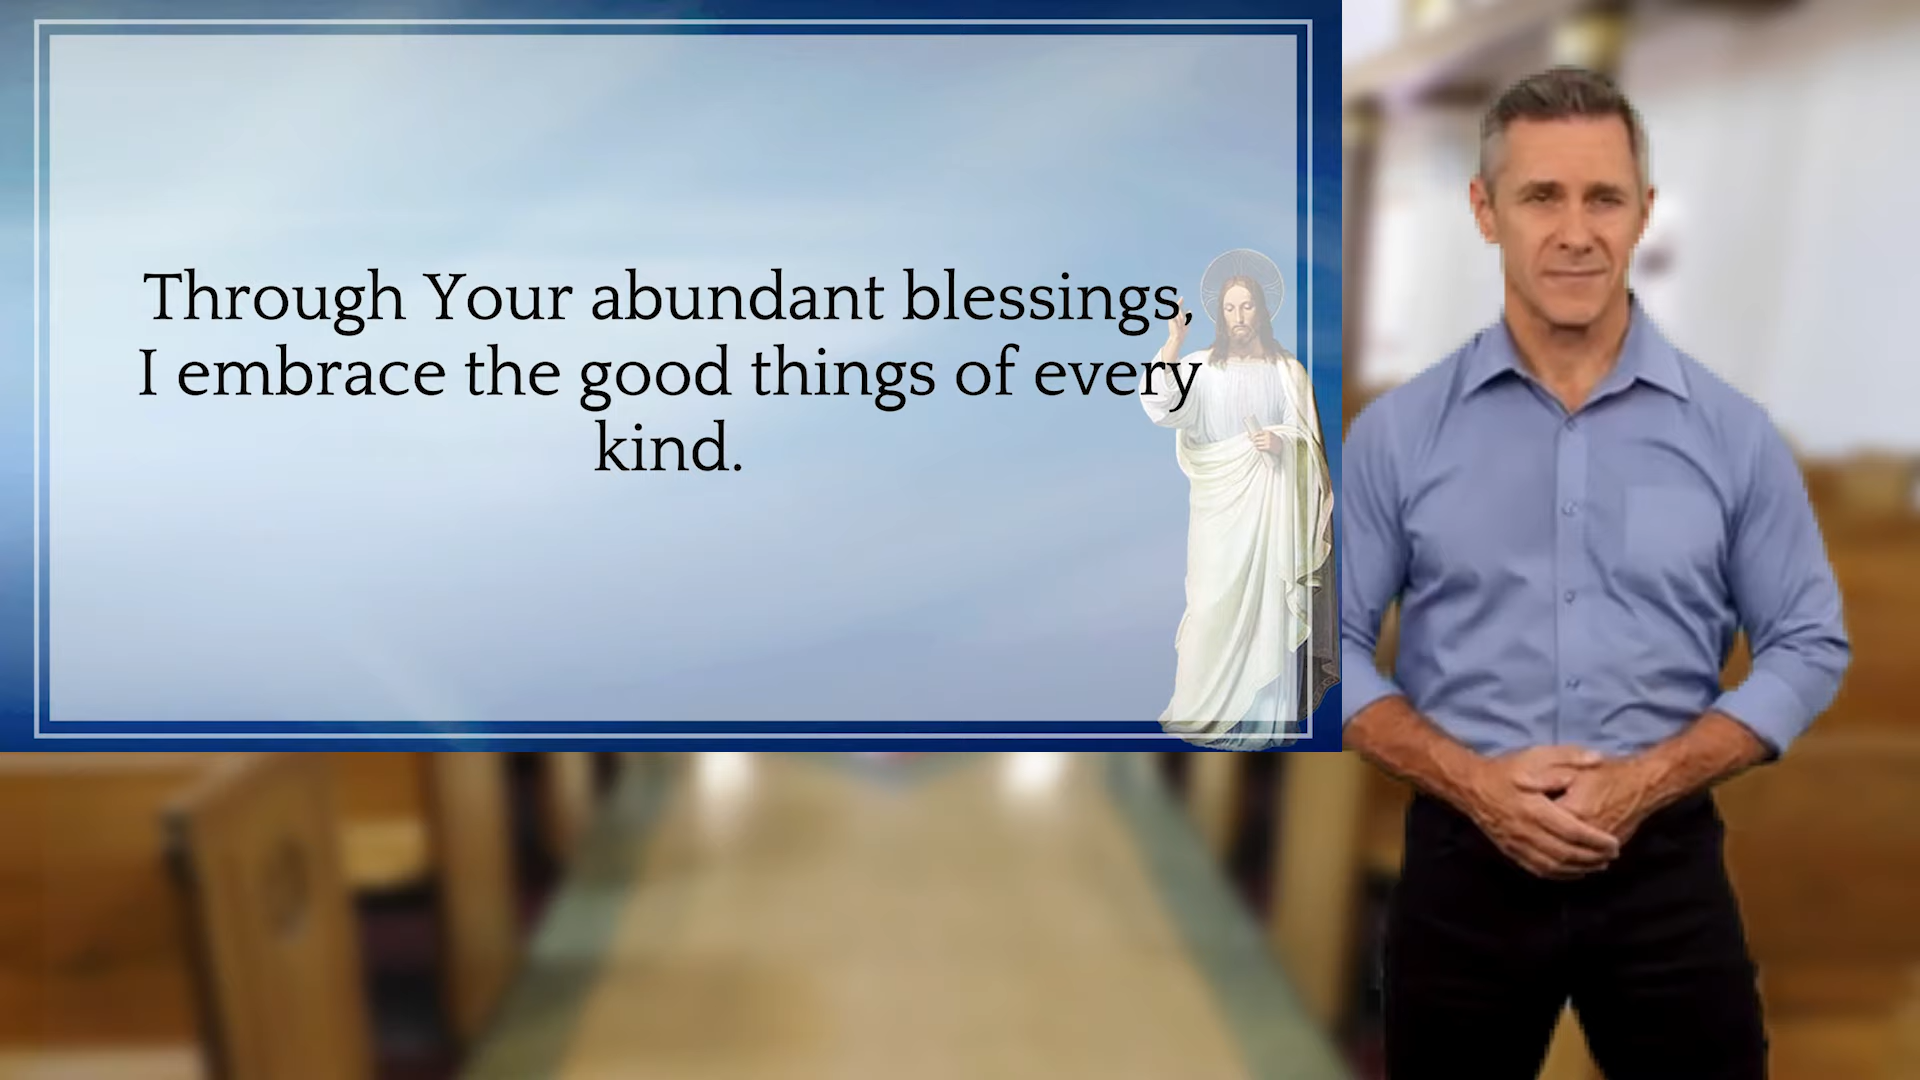 Through Your abundant blessings,
I embrace the good things of every
kind.